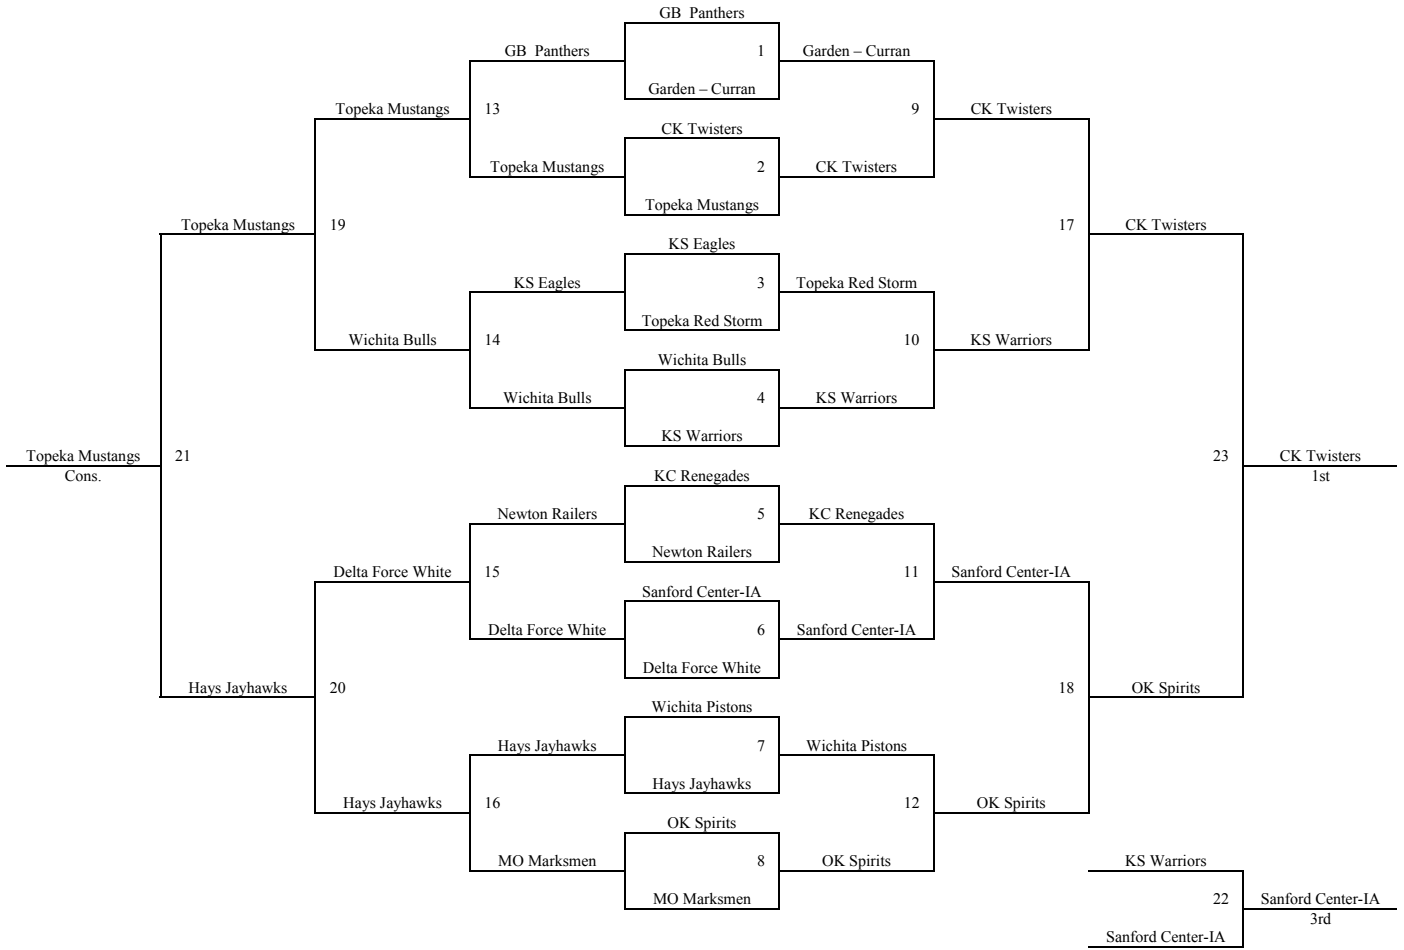 GB  Panthers
GB  Panthers
1
Garden – Curran
Garden – Curran
Topeka Mustangs
13
9
CK Twisters
CK Twisters
Topeka Mustangs
2
CK Twisters
Topeka Mustangs
Topeka Mustangs
19
17
CK Twisters
KS Eagles
KS Eagles
3
Topeka Red Storm
Topeka Red Storm
Wichita Bulls
14
10
KS Warriors
Wichita Bulls
Wichita Bulls
4
KS Warriors
KS Warriors
Topeka Mustangs
21
23
CK Twisters
Cons.
1st
KC Renegades
Newton Railers
5
KC Renegades
Newton Railers
Delta Force White
15
11
Sanford Center-IA
Sanford Center-IA
Delta Force White
6
Sanford Center-IA
Delta Force White
Hays Jayhawks
20
18
OK Spirits
Wichita Pistons
Hays Jayhawks
7
Wichita Pistons
Hays Jayhawks
Hays Jayhawks
16
12
OK Spirits
OK Spirits
MO Marksmen
8
OK Spirits
KS Warriors
MO Marksmen
22
Sanford Center-IA
3rd
Sanford Center-IA